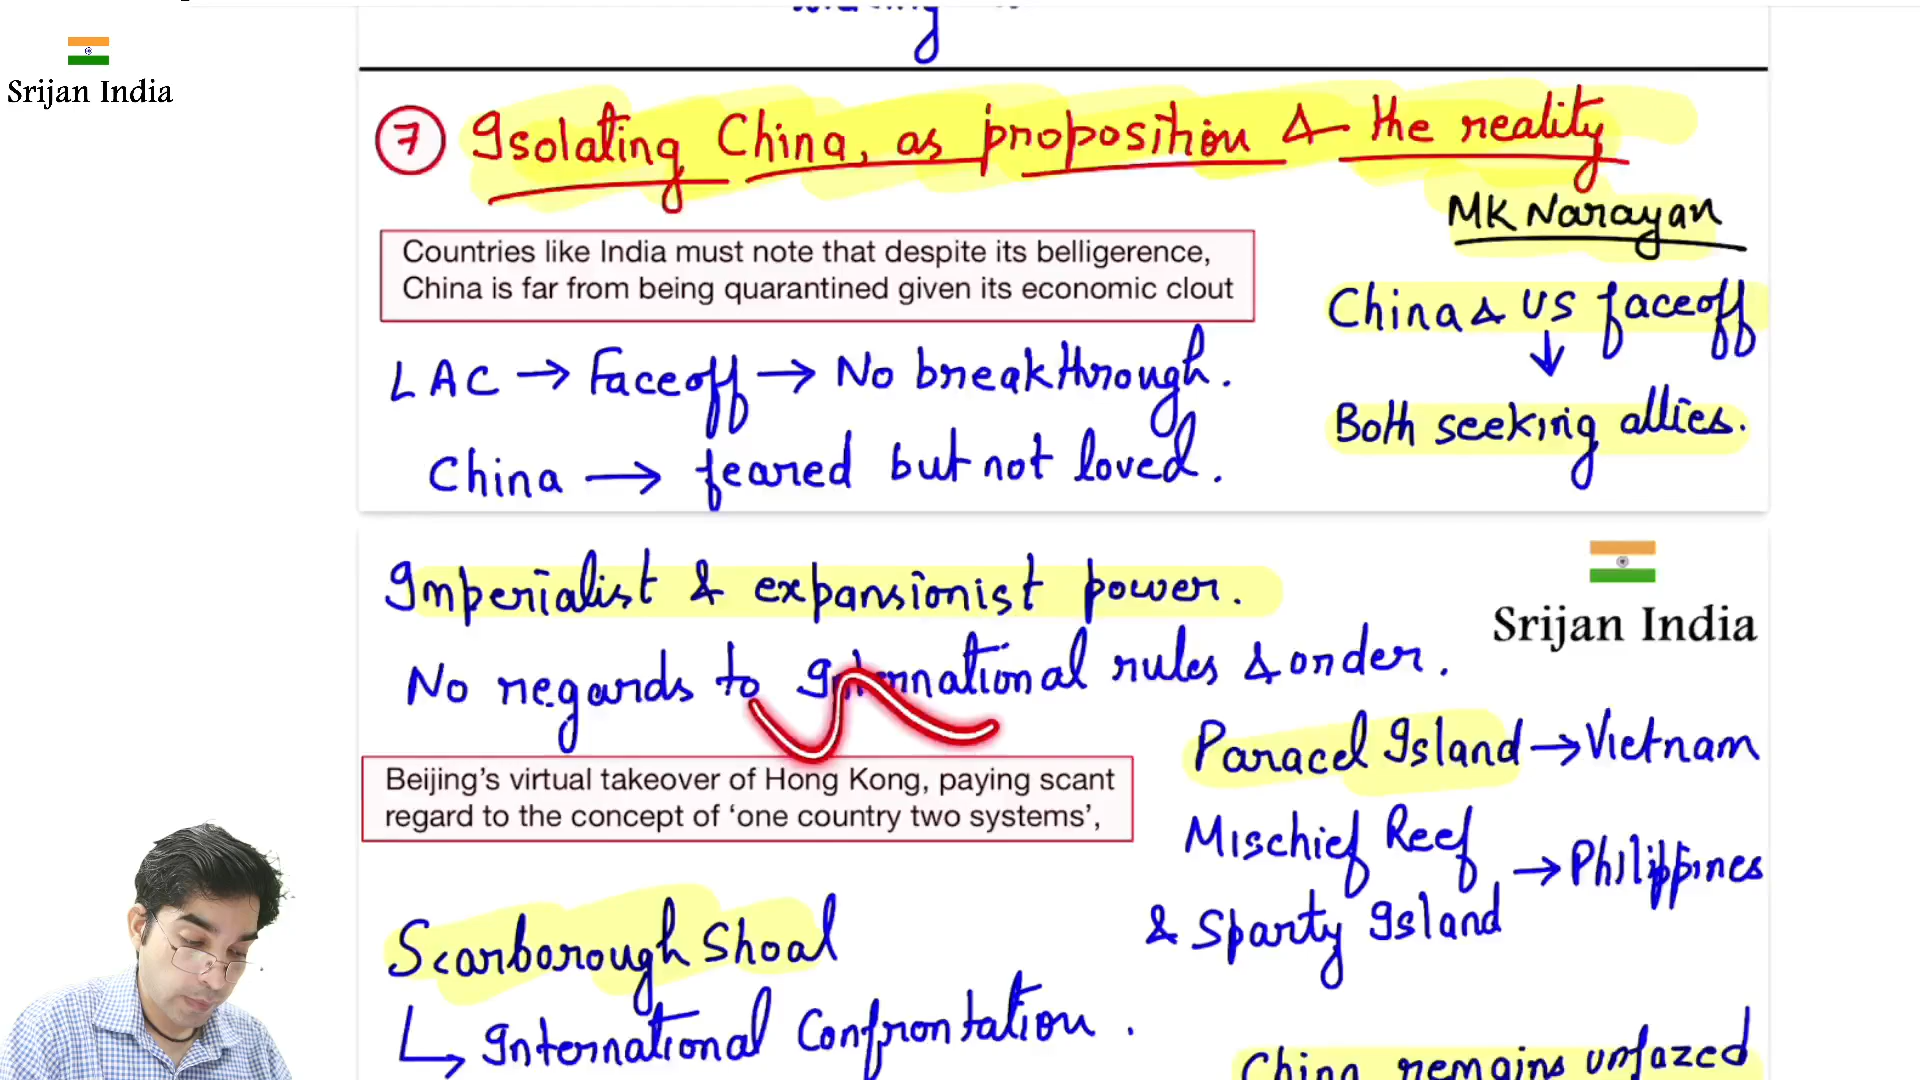 Srijan India
7 Isolating China, as proposition & the reality
MK Narayan
Countries like India must note that despite its belligerence,
China is far from being quarantined given its economic clout
China & US faceoff
LAC → Faceoff → No breakthrough.
Both seeking allies.
China → feared but not loved.
Imperialist & expansionist power.
Srijan India
No regards to International rules & order.
Paracel Island → Vietnam
Beijing's virtual takeover of Hong Kong, paying scant
regard to the concept of 'one country two systems',
Mischief Reef
& Sparty Island → Philippines
Scarborough Shoal
International Confrontation.
China remains unfazed